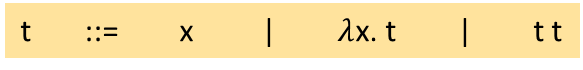 t ::= x | λx. t | t t